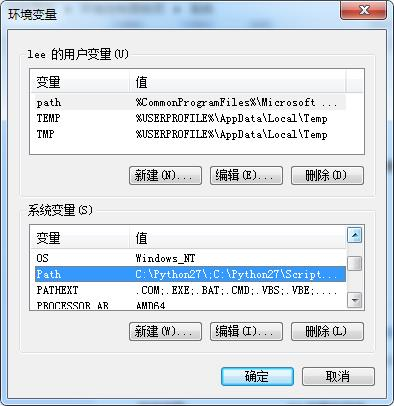 环境变量
lee 的用户变量(U)
变量 值
path %CommonProgramFiles%\Microsoft ...
TEMP %USERPROFILE%\AppData\Local\Temp
TMP %USERPROFILE%\AppData\Local\Temp
新建(N)... 编辑(E)... 删除(D)
系统变量(S)
变量 值
OS Windows_NT
Path C:\Python27\;C:\Python27\Script...
PATHEXT .COM;.EXE;.BAT;.CMD;.VBS;.VBE;....
PROCESSOR_AR AMD64
新建(W)... 编辑(I)... 删除(L)
确定 取消